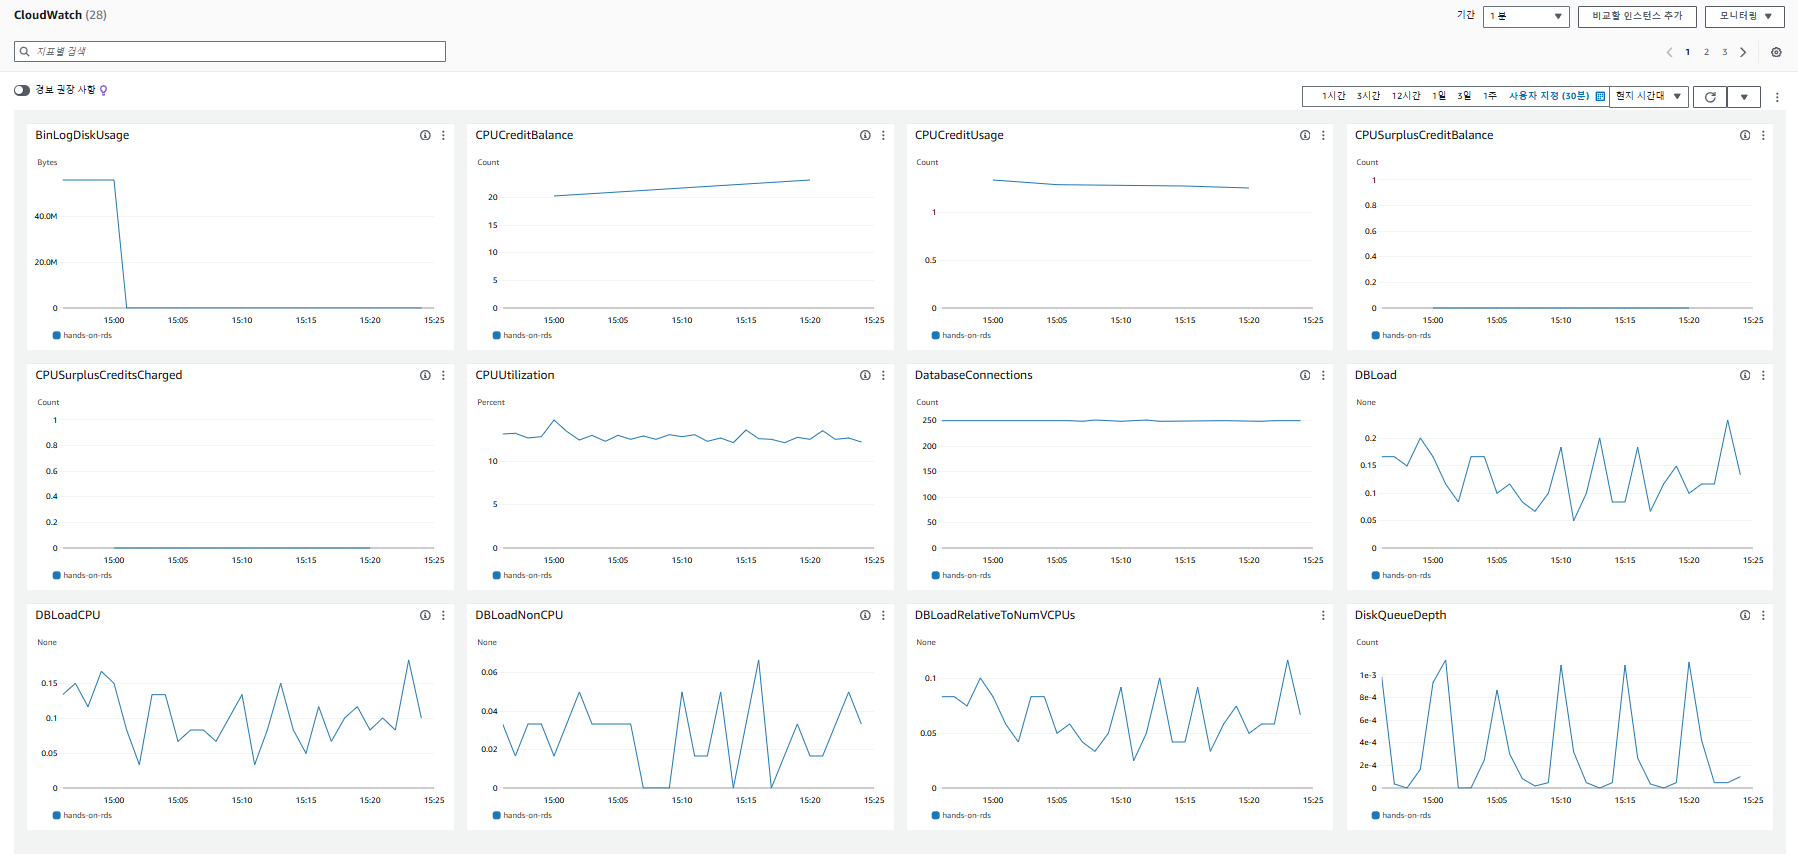 CloudWatch (28)
기간 1 분 비교할 인스턴스 추가 모니터링
지표별 검색
1 2 3
경보 권장 사항
1시간 3시간 12시간 1일 3일 1주 사용자 지정 (30분) 현지 시간대
BinLogDiskUsage
Bytes
40.0M
20.0M
0
15:00 15:05 15:10 15:15 15:20 15:25
hands-on-rds
CPUCreditBalance
Count
20
15
10
5
0
15:00 15:05 15:10 15:15 15:20 15:25
hands-on-rds
CPUCreditUsage
Count
1
0.5
0
15:00 15:05 15:10 15:15 15:20 15:25
hands-on-rds
CPUSurplusCreditBalance
Count
1
0.8
0.6
0.4
0.2
0
15:00 15:05 15:10 15:15 15:20 15:25
hands-on-rds
CPUSurplusCreditsCharged
Count
1
0.8
0.6
0.4
0.2
0
15:00 15:05 15:10 15:15 15:20 15:25
hands-on-rds
CPUUtilization
Percent
10
5
0
15:00 15:05 15:10 15:15 15:20 15:25
hands-on-rds
DatabaseConnections
Count
250
200
150
100
50
0
15:00 15:05 15:10 15:15 15:20 15:25
hands-on-rds
DBLoad
None
0.2
0.15
0.1
0.05
0
15:00 15:05 15:10 15:15 15:20 15:25
hands-on-rds
DBLoadCPU
None
0.15
0.1
0.05
0
15:00 15:05 15:10 15:15 15:20 15:25
hands-on-rds
DBLoadNonCPU
None
0.06
0.04
0.02
0
15:00 15:05 15:10 15:15 15:20 15:25
hands-on-rds
DBLoadRelativeToNumVCPUs
None
0.1
0.05
0
15:00 15:05 15:10 15:15 15:20 15:25
hands-on-rds
DiskQueueDepth
Count
1e-3
8e-4
6e-4
4e-4
2e-4
0
15:00 15:05 15:10 15:15 15:20 15:25
hands-on-rds